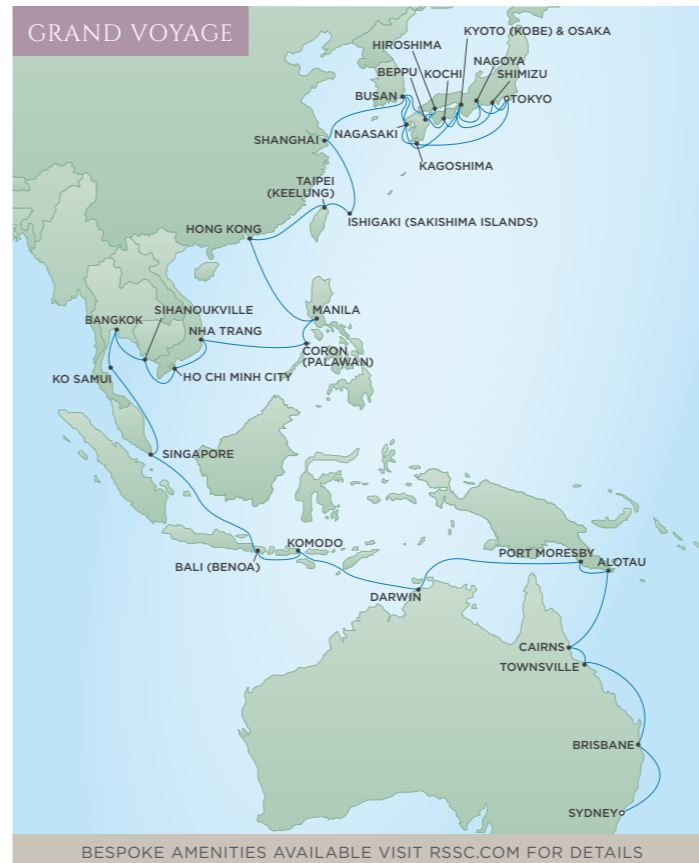 GRAND VOYAGE
KYOTO (KOBE) & OSAKA
HIROSHIMA
NAGOYA
BEPPU
KOCHI
SHIMIZU
BUSAN
TOKYO
NAGASAKI
SHANGHAI
KAGOSHIMA
TAIPEI
(KEELUNG)
ISHIGAKI (SAKISHIMA ISLANDS)
HONG KONG
SIHANOUKVILLE
MANILA
BANGKOK
NHA TRANG
CORON
(PALAWAN)
KO SAMUI
HO CHI MINH CITY
SINGAPORE
KOMODO
BALI (BENOA)
PORT MORESBY
ALOTAU
DARWIN
CAIRNS
TOWNSVILLE
BRISBANE
SYDNEY
BESPOKE AMENITIES AVAILABLE VISIT RSSC.COM FOR DETAILS